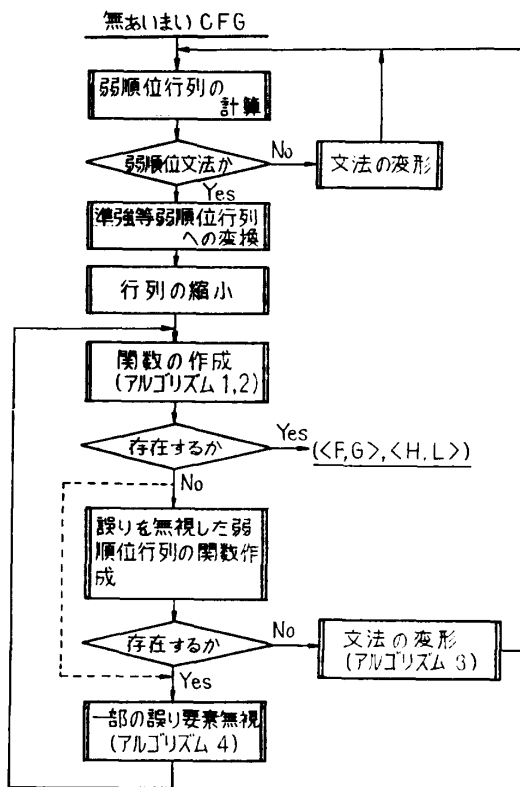 無あいまいCFG
弱順位行列の
計算
弱順位文法か
No
文法の変形
Yes
準強等弱順位行列
への変換
行列の縮小
関数の作成
(アルゴリズム1,2)
存在するか
Yes
(<F,G>,<H,L>)
No
誤りを無視した弱
順位行列の関数作
成
存在するか
No
文法の変形
(アルゴリズム3)
Yes
一部の誤り要素無視
(アルゴリズム4)